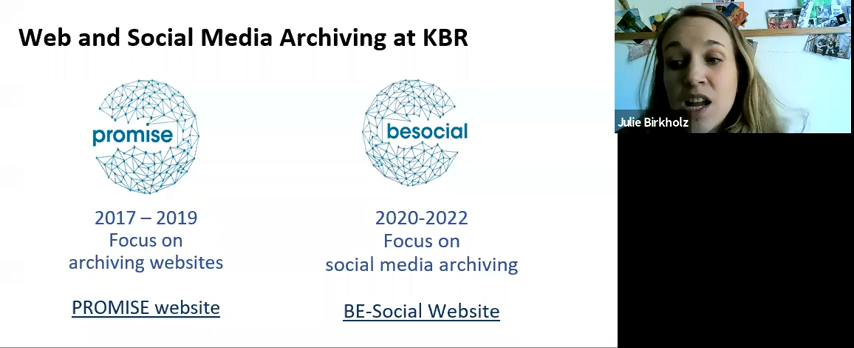 Web and Social Media Archiving at KBR
promise
besocial
2017 – 2019
Focus on
archiving websites
PROMISE website
2020-2022
Focus on
social media archiving
BE-Social Website
Julie Birkholz